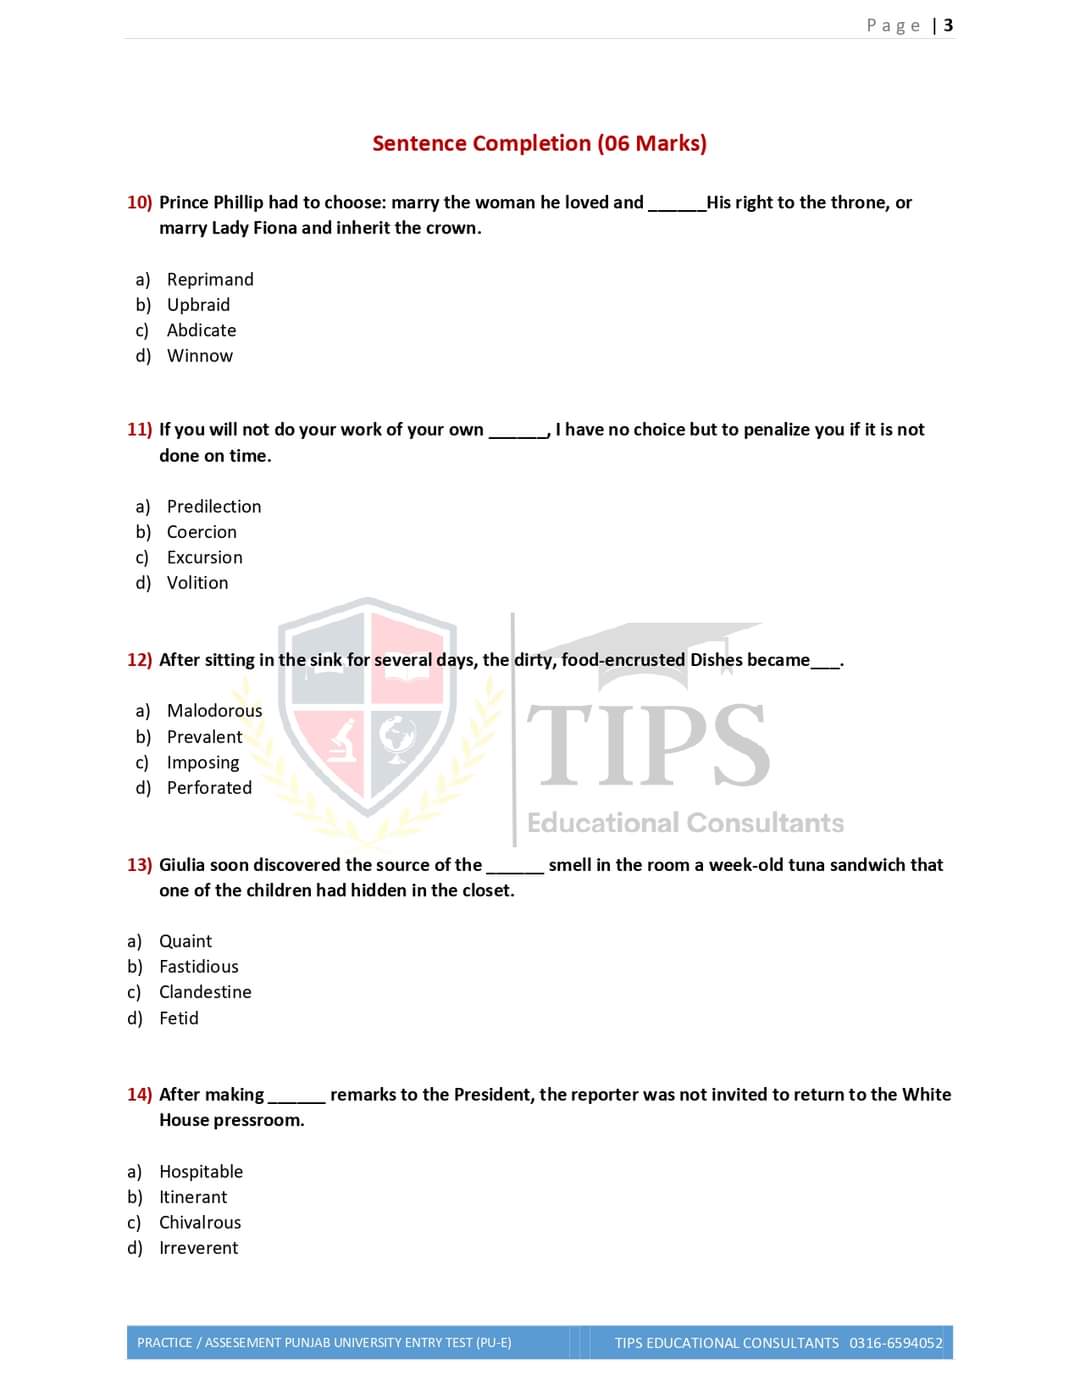 Page | 3
Sentence Completion (06 Marks)
10) Prince Phillip had to choose: marry the woman he loved and ______His right to the throne, or
marry Lady Fiona and inherit the crown.
a) Reprimand
b) Upbraid
c) Abdicate
d) Winnow
11) If you will not do your work of your own ______, I have no choice but to penalize you if it is not
done on time.
a) Predilection
b) Coercion
c) Excursion
d) Volition
12) After sitting in the sink for several days, the dirty, food-encrusted Dishes became___.
a) Malodorous
b) Prevalent
c) Imposing
d) Perforated
TIPS
Educational Consultants
13) Giulia soon discovered the source of the ______ smell in the room a week-old tuna sandwich that
one of the children had hidden in the closet.
a) Quaint
b) Fastidious
c) Clandestine
d) Fetid
14) After making ______ remarks to the President, the reporter was not invited to return to the White
House pressroom.
a) Hospitable
b) Itinerant
c) Chivalrous
d) Irreverent
PRACTICE / ASSESEMENT PUNJAB UNIVERSITY ENTRY TEST (PU-E) TIPS EDUCATIONAL CONSULTANTS 0316-6594052